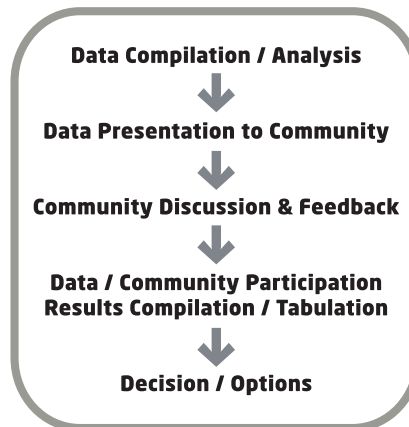 Data Compilation / Analysis
Data Presentation to Community
Community Discussion & Feedback
Data / Community Participation
Results Compilation / Tabulation
Decision / Options